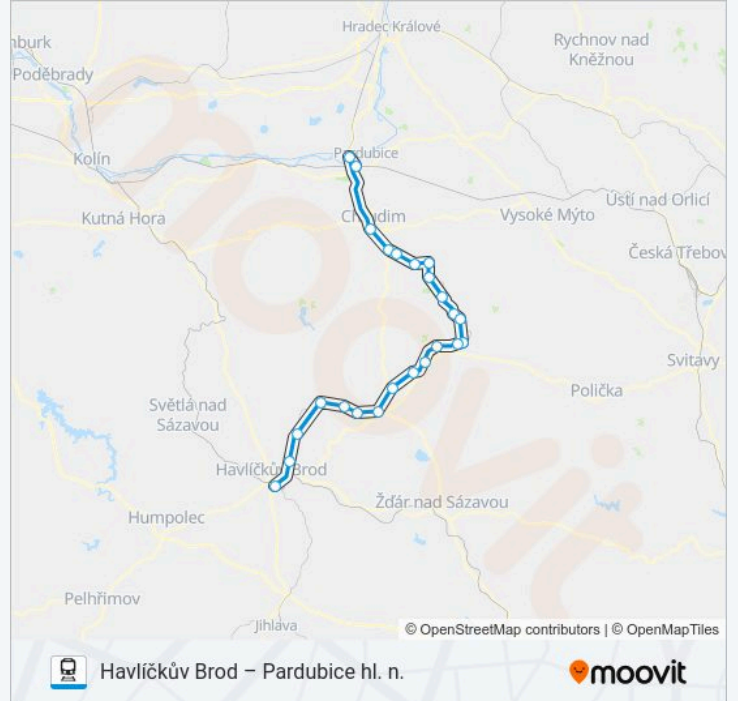 Hradec Králové
Rychnov nad
Kněžnou
nburk
Poděbrady
Kolín
Pardubice
Ústí nad Orlicí
Kutná Hora
Chrudim
Vysoké Mýto
Česká Třebov
Svitavy
Polička
Světlá nad
Sázavou
Havlíčkův Brod
Žďár nad Sázavou
Humpolec
Pelhřimov
Jihlava
moovit
© OpenStreetMap contributors | © OpenMapTiles
Havlíčkův Brod – Pardubice hl. n.
moovit